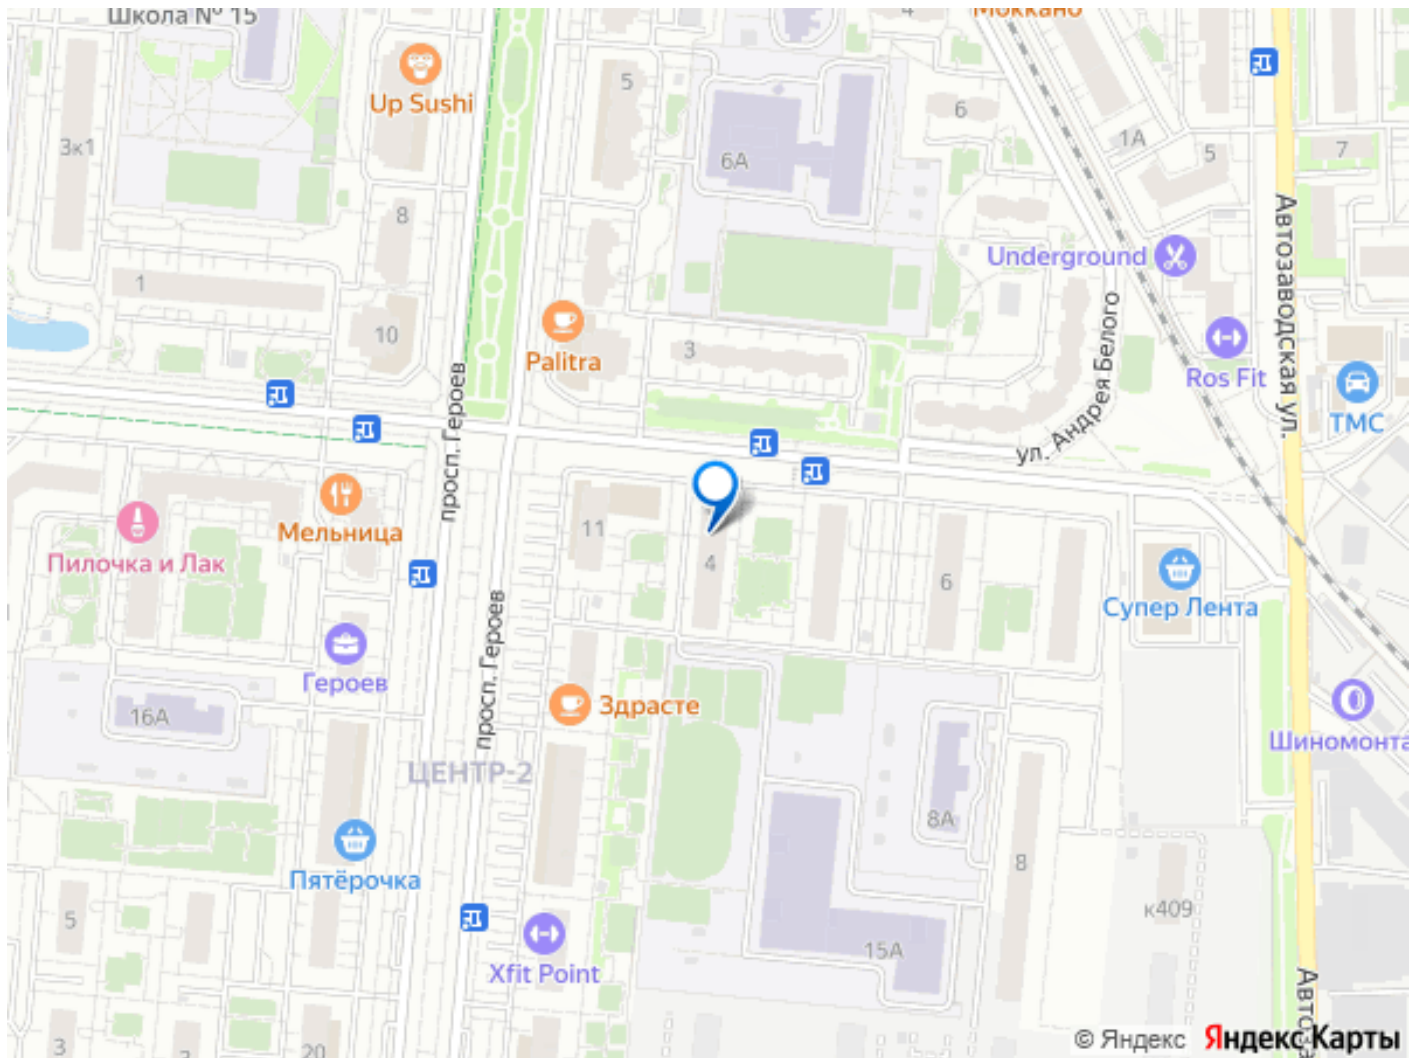 Школа № 15
Моккано
4
Up Sushi
5
6
3к1
6А
1А
5
7
8
Автозаводская ул.
Underground
1
10
Palitra
3
Ros Fit
ул. Андрея Белого
ТМС
просп. Героев
Мельница
Пилочка и Лак
11
4
6
Супер Лента
просп. Героев
Героев
Здрасте
16А
Шиномонта
ЦЕНТР-2
8А
8
Пятёрочка
5
к409
15А
Xfit Point
Автоза
3
20
© Яндекс Яндекс Карты